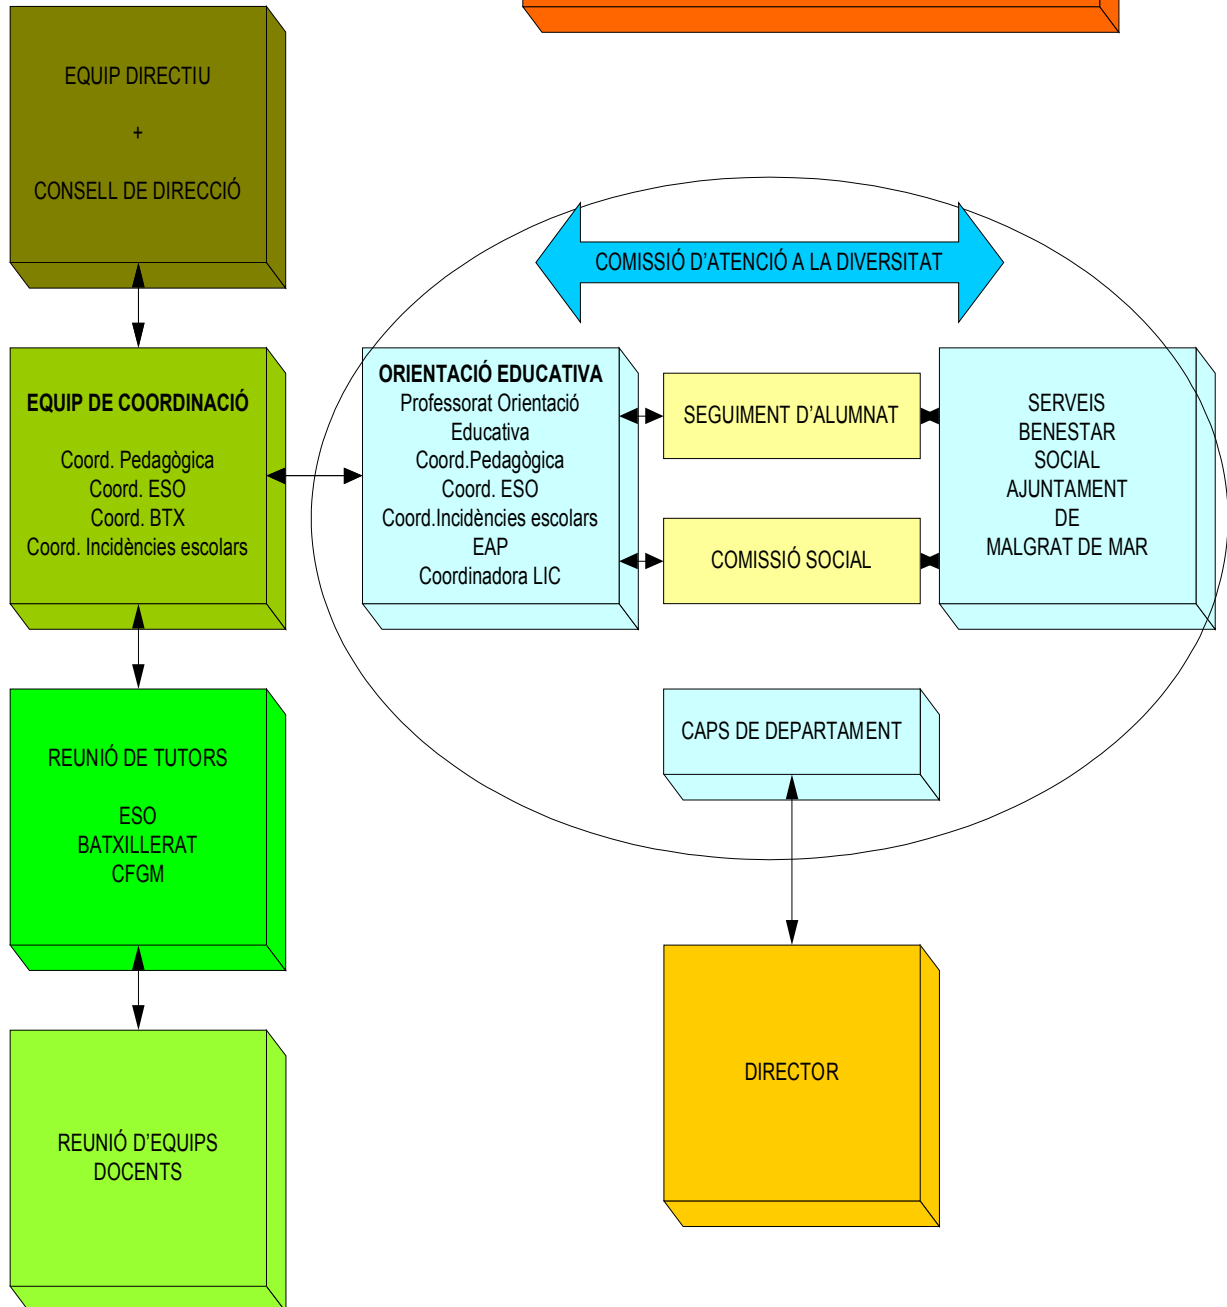 EQUIP DIRECTIU
+
CONSELL DE DIRECCIÓ
COMISSIÓ D'ATENCIÓ A LA DIVERSITAT
EQUIP DE COORDINACIÓ
Coord. Pedagògica
Coord. ESO
Coord. BTX
Coord. Incidències escolars
ORIENTACIÓ EDUCATIVA
Professorat Orientació
Educativa
Coord.Pedagògica
Coord. ESO
Coord.Incidències escolars
EAP
Coordinadora LIC
SEGUIMENT D'ALUMNAT
COMISSIÓ SOCIAL
SERVEIS
BENESTAR
SOCIAL
AJUNTAMENT
DE
MALGRAT DE MAR
REUNIÓ DE TUTORS
ESO
BATXILLERAT
CFGM
CAPS DE DEPARTAMENT
DIRECTOR
REUNIÓ D'EQUIPS
DOCENTS